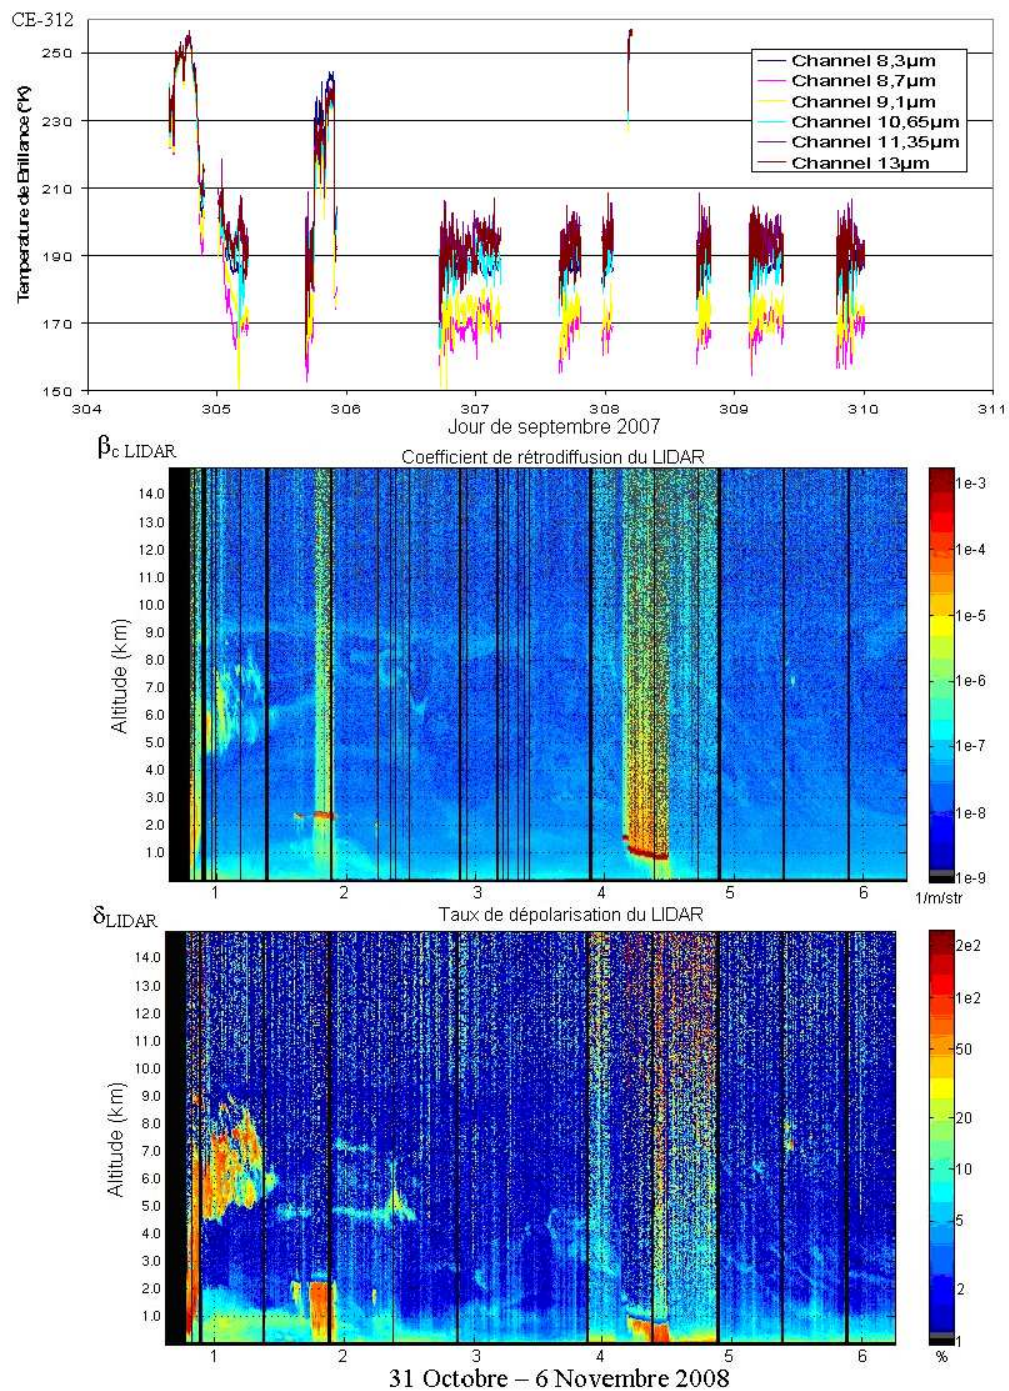 CE-312
Temperature de Brillance (°K)
250
230
210
190
170
150
Channel 8,3µm
Channel 8,7µm
Channel 9,1µm
Channel 10,65µm
Channel 11,35µm
Channel 13µm
304 305 306 307 308 309 310 311
Jour de septembre 2007
βc LIDAR
Coefficient de rétrodiffusion du LIDAR
Altitude (km)
14.0
13.0
12.0
11.0
10.0
9.0
8.0
7.0
6.0
5.0
4.0
3.0
2.0
1.0
1 2 3 4 5 6
1e-3
1e-4
1e-5
1e-6
1e-7
1e-8
1e-9
1/m/str
δLIDAR
Taux de dépolarisation du LIDAR
Altitude (km)
14.0
13.0
12.0
11.0
10.0
9.0
8.0
7.0
6.0
5.0
4.0
3.0
2.0
1.0
1 2 3 4 5 6
2e2
1e2
50
20
10
5
2
1
%
31 Octobre – 6 Novembre 2008